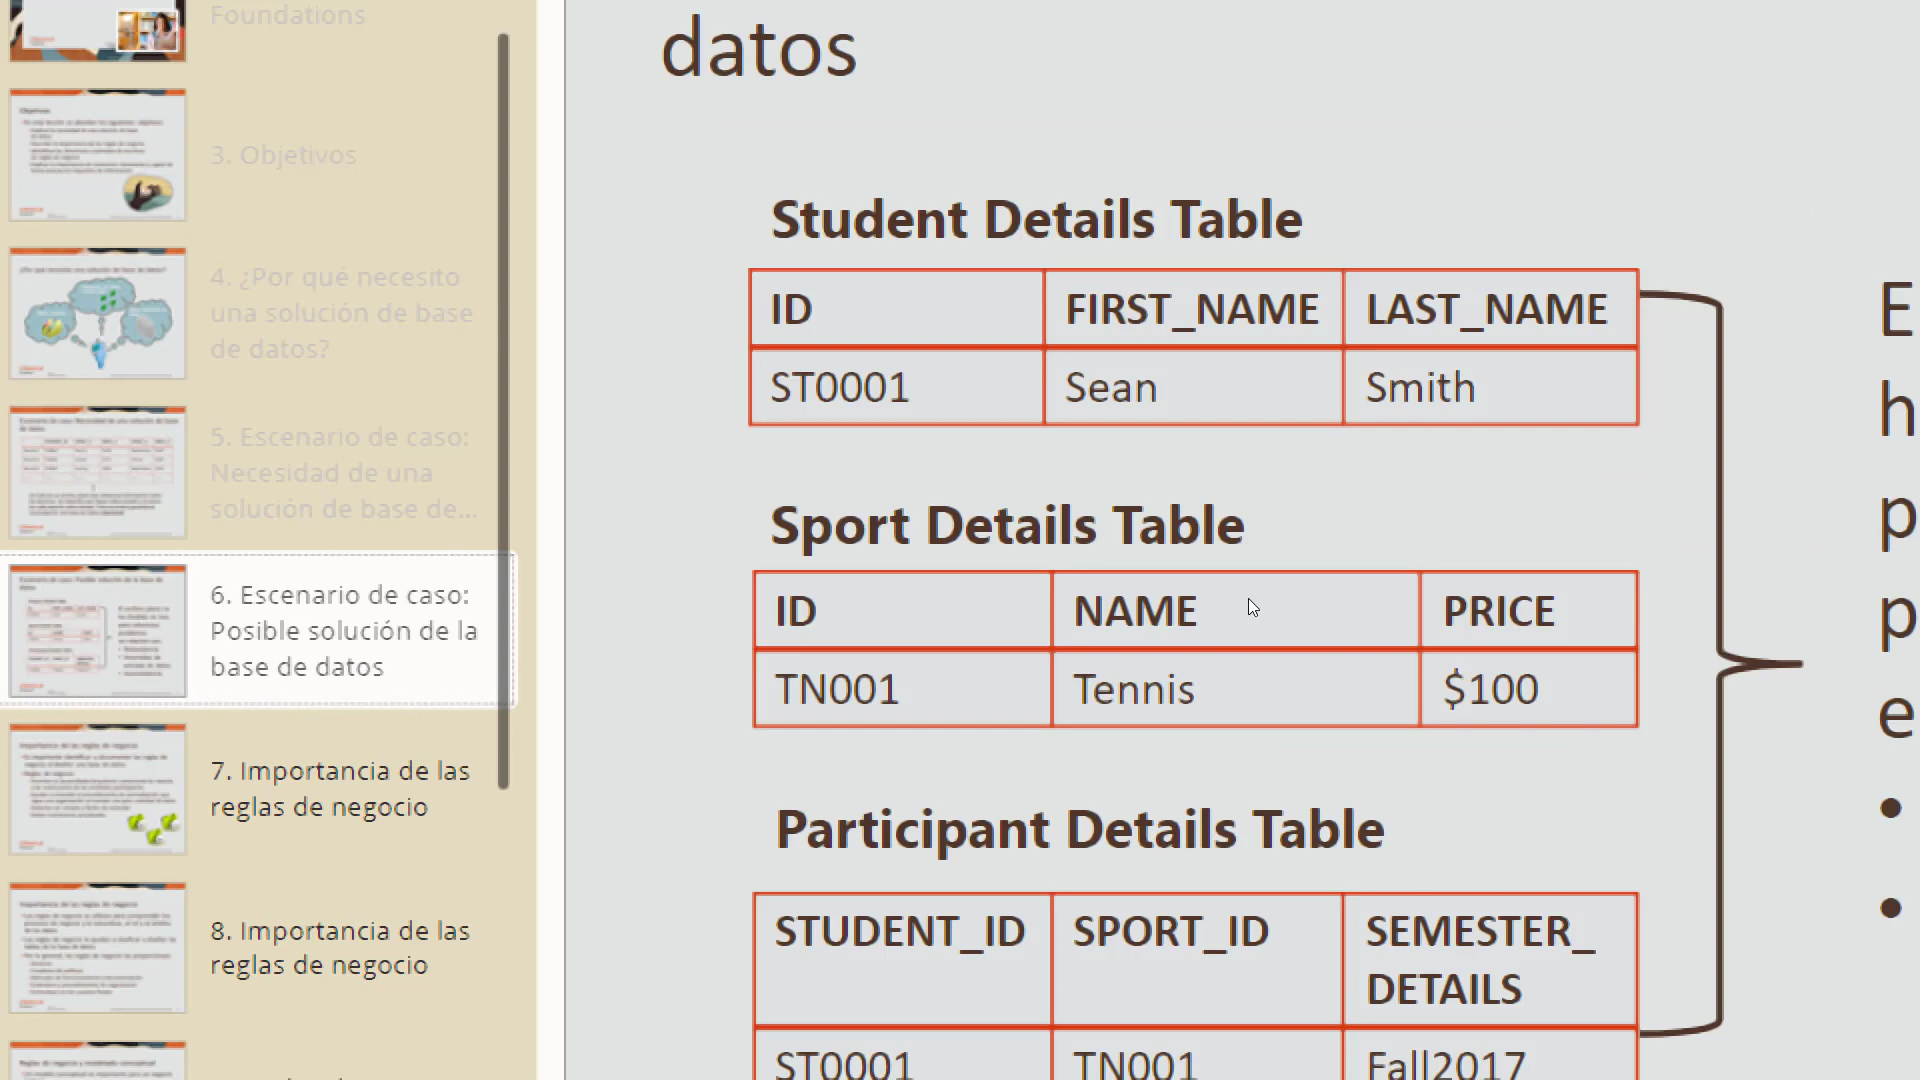 Foundations
3. Objetivos
4. ¿Por qué necesito
una solución de base
de datos?
5. Escenario de caso:
Necesidad de una
solución de base de...
6. Escenario de caso:
Posible solución de la
base de datos
7. Importancia de las
reglas de negocio
8. Importancia de las
reglas de negocio
datos
Student Details Table
ID FIRST_NAME LAST_NAME
ST0001 Sean Smith
Sport Details Table
ID NAME PRICE
TN001 Tennis $100
Participant Details Table
STUDENT_ID SPORT_ID SEMESTER_
DETAILS
ST0001 TN001 Fall2017
E
h
p
p
e
•
•